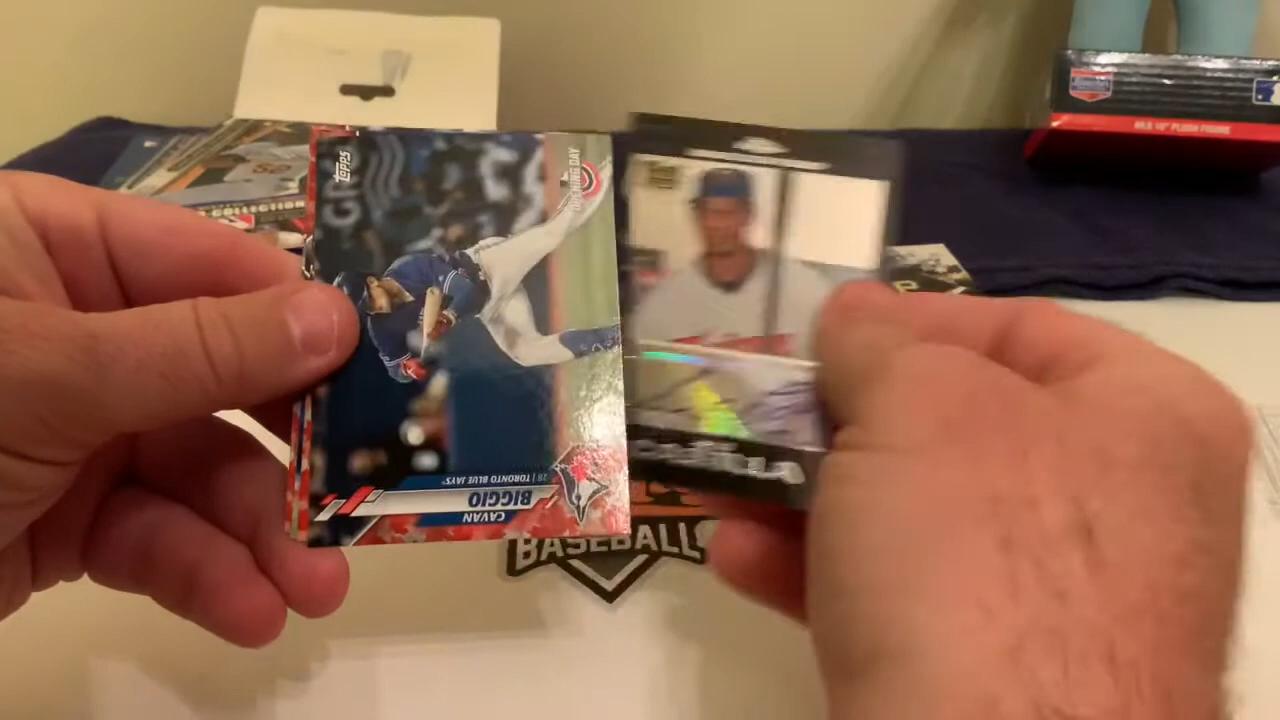 TOPPS
OPENING DAY
28 | TORONTO BLUE JAYS
BIGGIO
CAVAN
COLLECTION
BASEBALL
MLB 10" PLUSH FIGURE
P